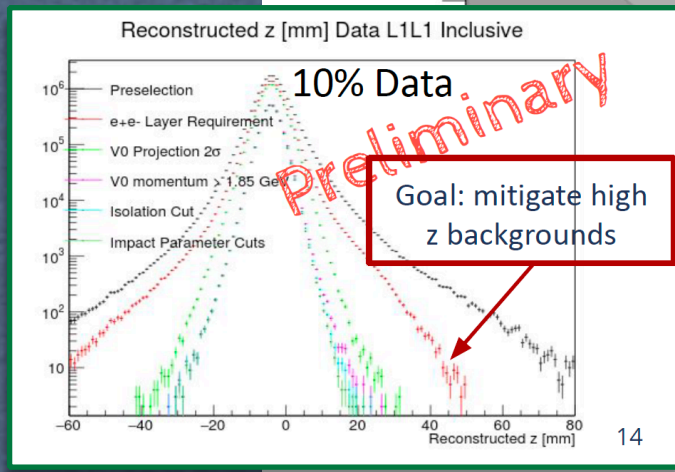 Reconstructed z [mm] Data L1L1 Inclusive
10% Data
Preliminary
Preselection
e+e- Layer Requirement
V0 Projection 2σ
V0 momentum > 1.85 GeV
Isolation Cut
Impact Parameter Cuts
Goal: mitigate high
z backgrounds
10⁶
10⁵
10⁴
10³
10²
10
−60 −40 −20 0 20 40 60 80
Reconstructed z [mm]
14